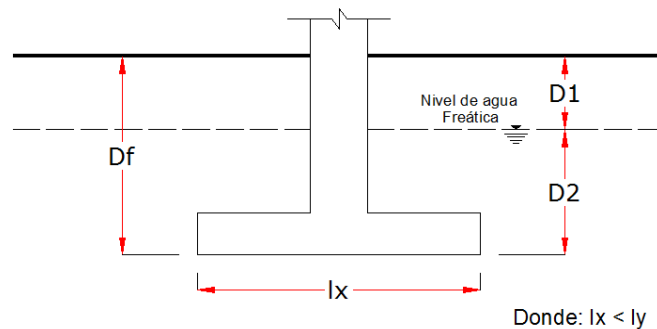 D1
Nivel de agua
Freática
Df
D2
lx
Donde: lx < ly